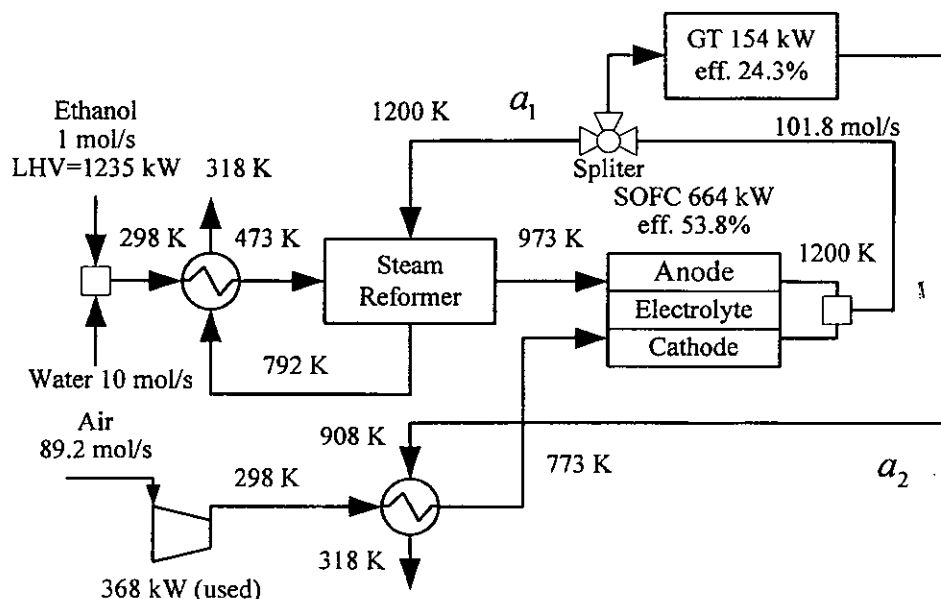 GT 154 kW
eff. 24.3%
Ethanol
1 mol/s
LHV=1235 kW
318 K
1200 K
a₁
101.8 mol/s
Spliter
SOFC 664 kW
eff. 53.8%
298 K
473 K
Steam
Reformer
973 K
1200 K
Anode
Electrolyte
Cathode
792 K
Water 10 mol/s
Air
89.2 mol/s
908 K
773 K
a₂
298 K
318 K
368 kW (used)